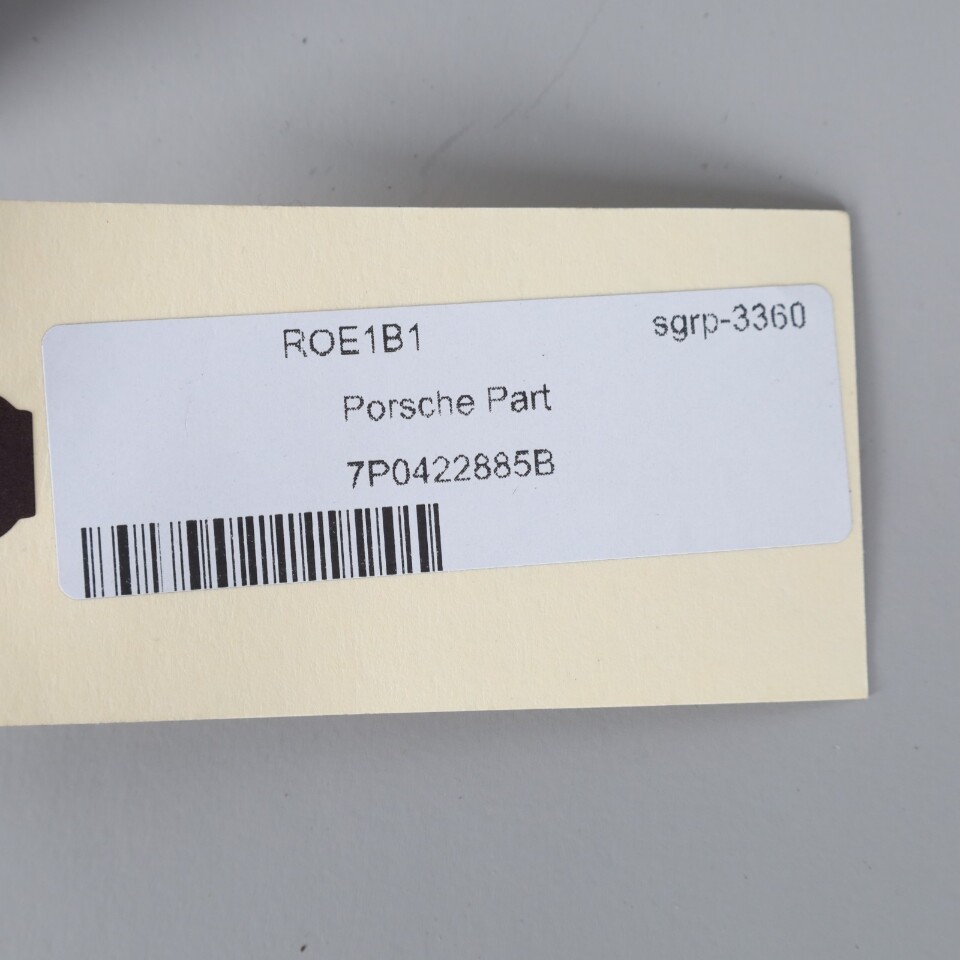 ROE1B1 sgrp-3360
Porsche Part
7P0422885B